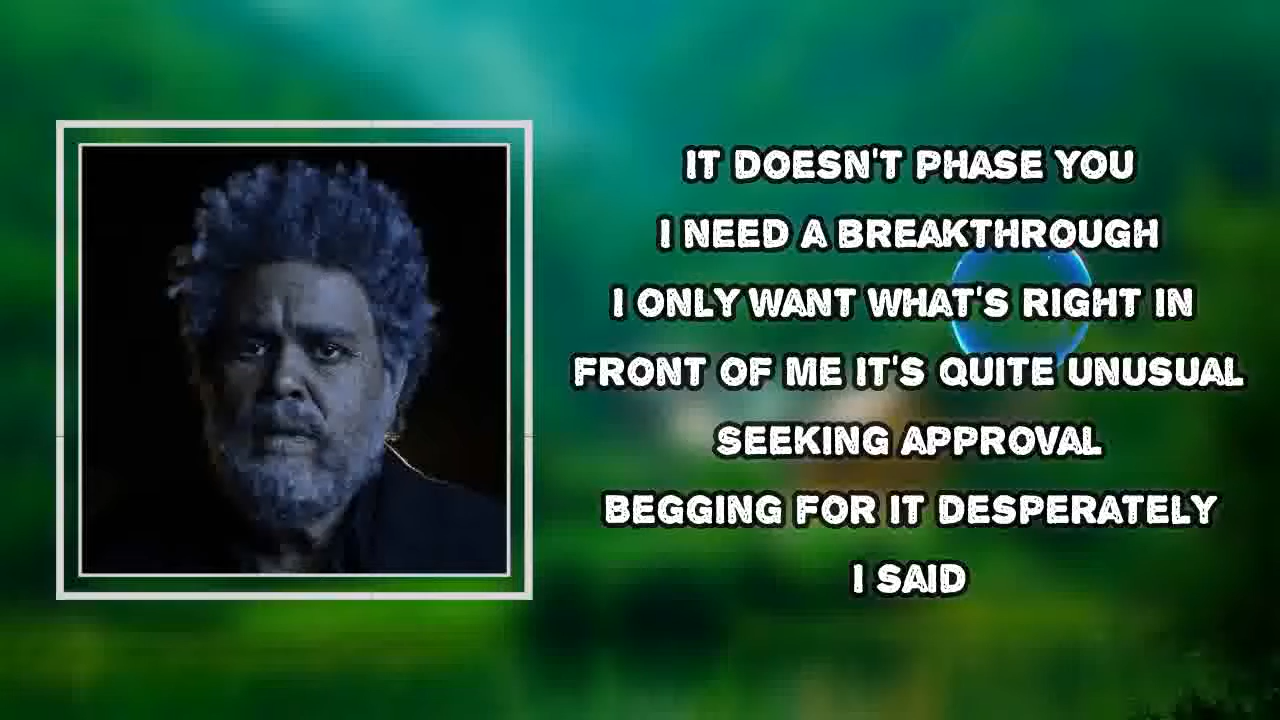 IT DOESN'T PHASE YOU
I NEED A BREAKTHROUGH
I ONLY WANT WHAT'S RIGHT IN
FRONT OF ME IT'S QUITE UNUSUAL
SEEKING APPROVAL
BEGGING FOR IT DESPERATELY
I SAID